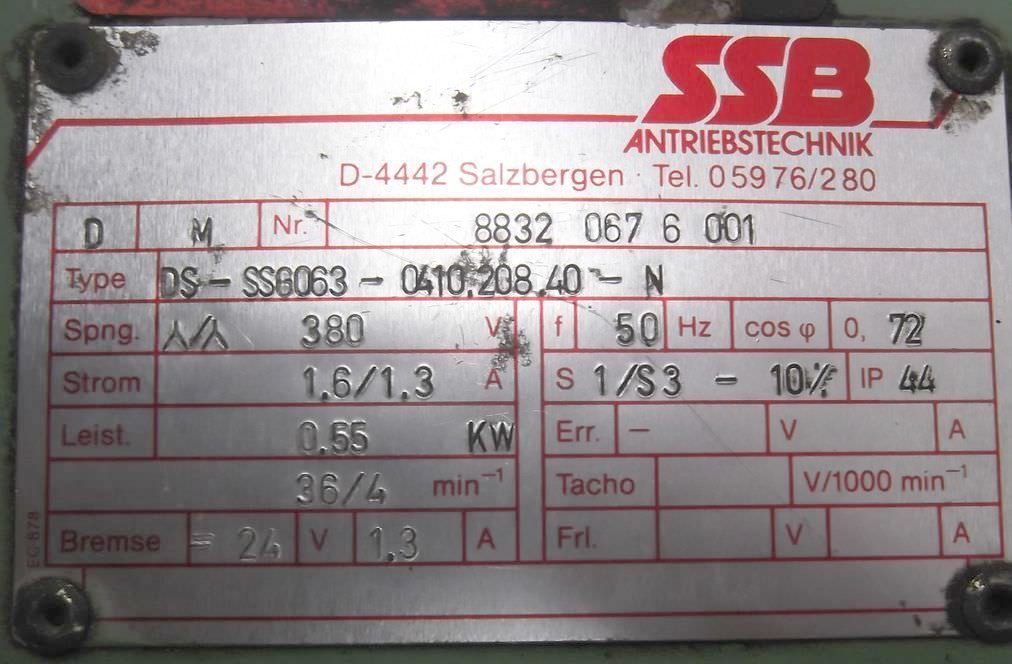 SSB
ANTRIEBSTECHNIK
D-4442 Salzbergen · Tel. 05976/280
D M Nr. 8832 067 6 001
Type DS - SSG063 - 0410.208.40 - N
Spng. 人/人 380 V f 50 Hz cos φ 0, 72
Strom 1.6/1.3 A S 1/S3 - 10% IP 44
Leist. 0.55 KW Err. - V A
36/4 min⁻¹ Tacho V/1000 min⁻¹
Bremse = 24 V 1.3 A Frl. V A
EC-878